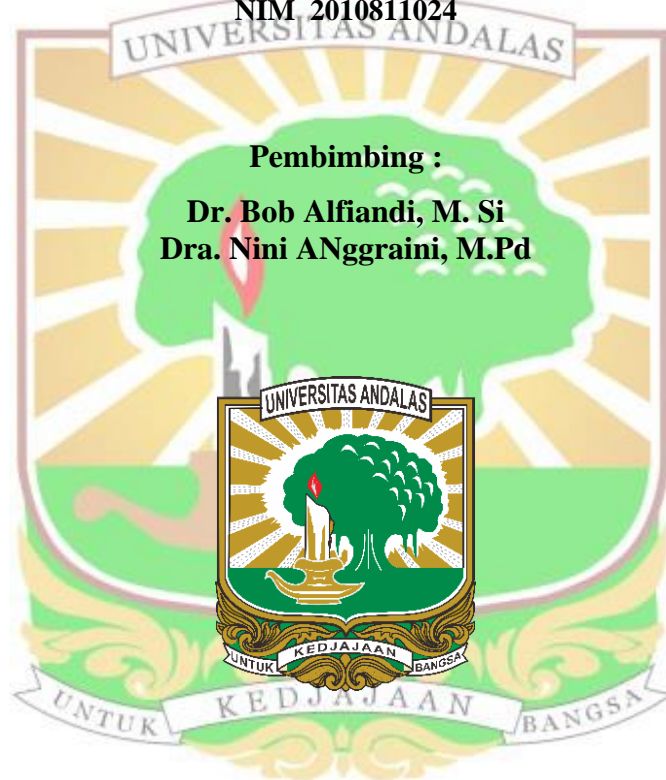 NIM 2010811024
UNIVERSITAS ANDALAS
Pembimbing :
Dr. Bob Alfiandi, M. Si
Dra. Nini ANggraini, M.Pd
UNIVERSITAS ANDALAS
UNTUK KEDJAJAAN BANGSA
UNTUK KEDJAJAAN BANGSA